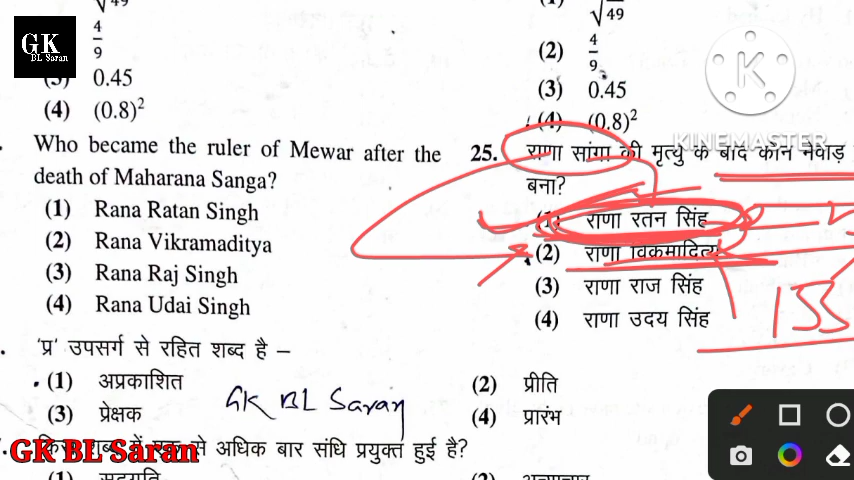 √49
4/9
(3) 0.45
(4) (0.8)²
Who became the ruler of Mewar after the
death of Maharana Sanga?
(1) Rana Ratan Singh
(2) Rana Vikramaditya
(3) Rana Raj Singh
(4) Rana Udai Singh
(1) √49
(2) 4/9
(3) 0.45
(4) (0.8)²
25. राणा सांगा की मृत्यु के बाद कौन मेवाड़
बना?
(1) राणा रतन सिंह
(2) राणा विक्रमादित्य
(3) राणा राज सिंह
(4) राणा उदय सिंह
'प्र' उपसर्ग से रहित शब्द है –
(1) अप्रकाशित
(2) प्रीति
(3) प्रेक्षक
(4) प्रारंभ
में एक से अधिक बार संधि प्रयुक्त हुई है?
(1)
(2)
GK BL Saran
GK
BL Saran
GK BL Saran
K
KINEMASTER